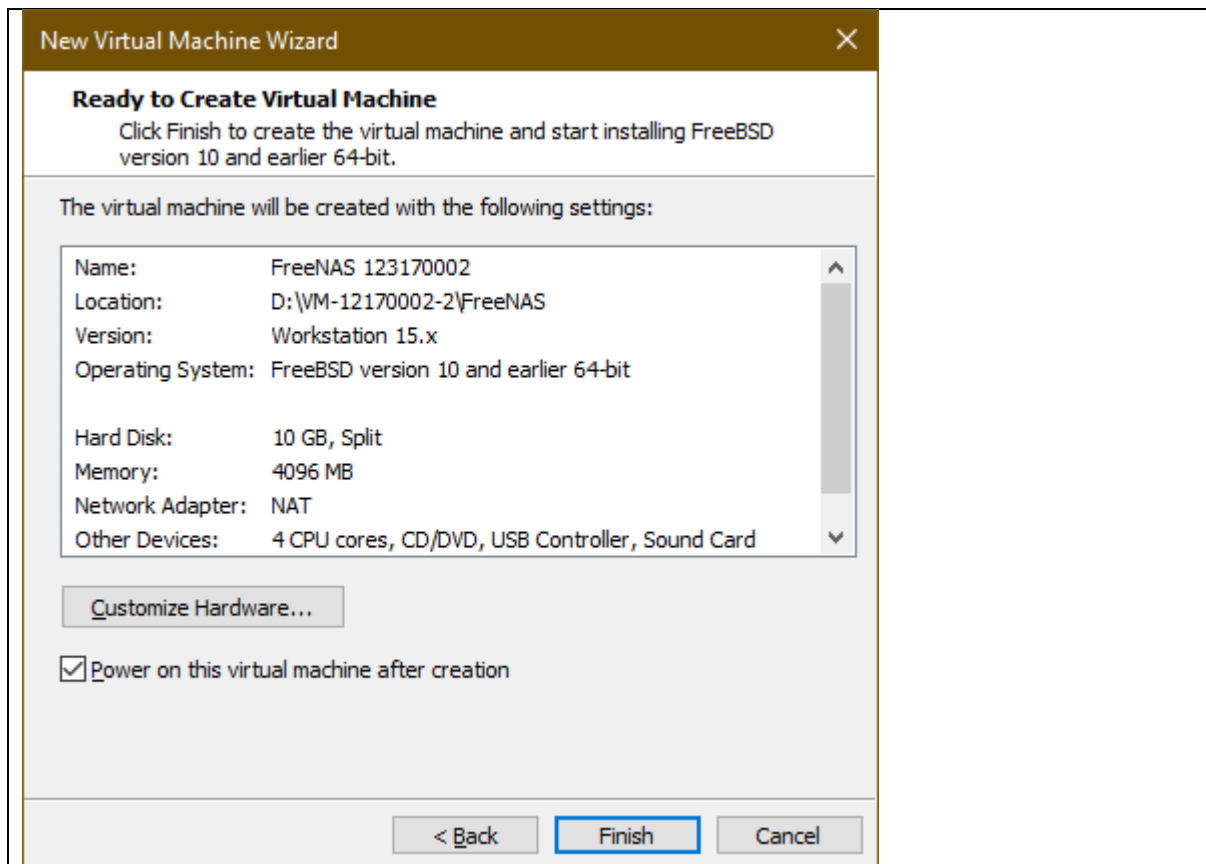 New Virtual Machine Wizard
Ready to Create Virtual Machine
Click Finish to create the virtual machine and start installing FreeBSD
version 10 and earlier 64-bit.
The virtual machine will be created with the following settings:
Name: FreeNAS 123170002
Location: D:\VM-12170002-2\FreeNAS
Version: Workstation 15.x
Operating System: FreeBSD version 10 and earlier 64-bit
Hard Disk: 10 GB, Split
Memory: 4096 MB
Network Adapter: NAT
Other Devices: 4 CPU cores, CD/DVD, USB Controller, Sound Card
Customize Hardware...
Power on this virtual machine after creation
< Back Finish Cancel